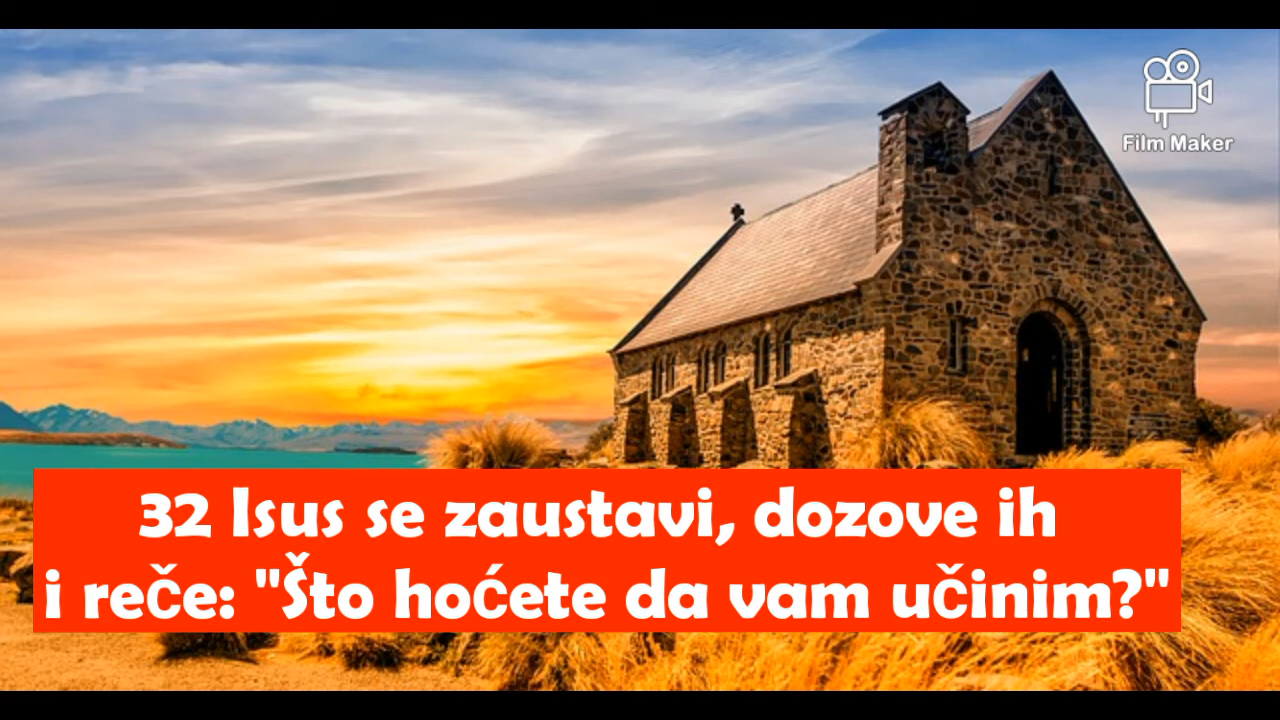 Film Maker
32 Isus se zaustavi, dozove ih
i reče: "Što hoćete da vam učinim?"